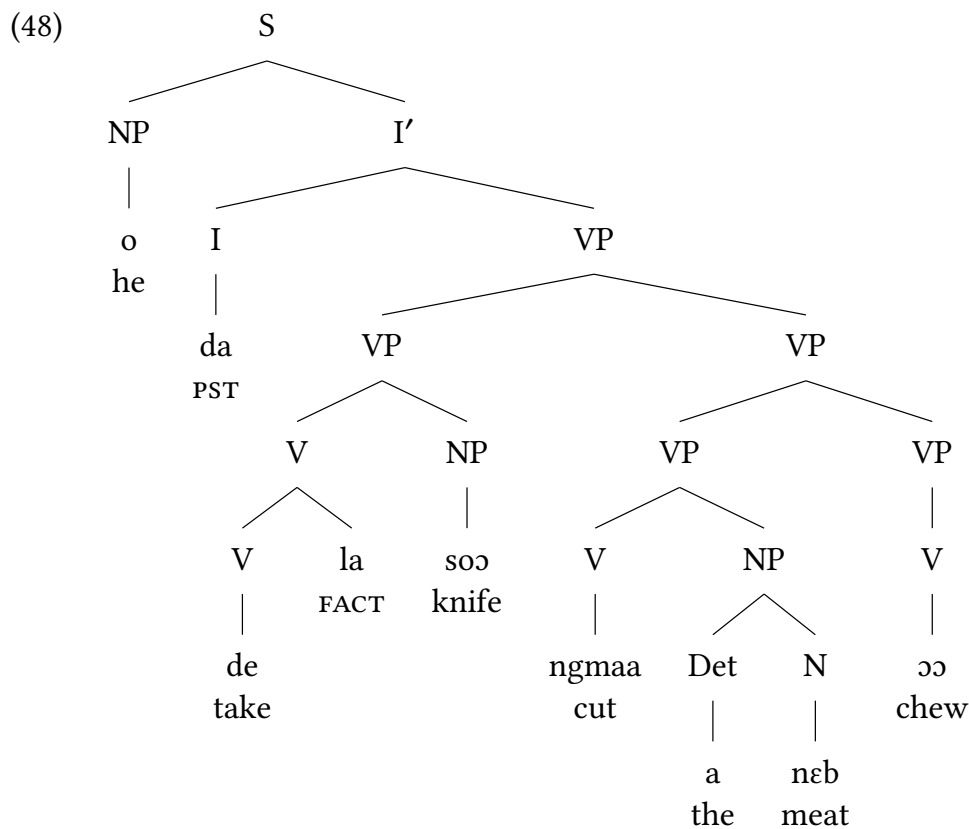 (48) S
NP I′
o I VP
he
da VP VP
PST
V NP VP VP
V la soɔ V NP V
FACT knife
de ngmaa Det N ɔɔ
take cut chew
a nɛb
the meat